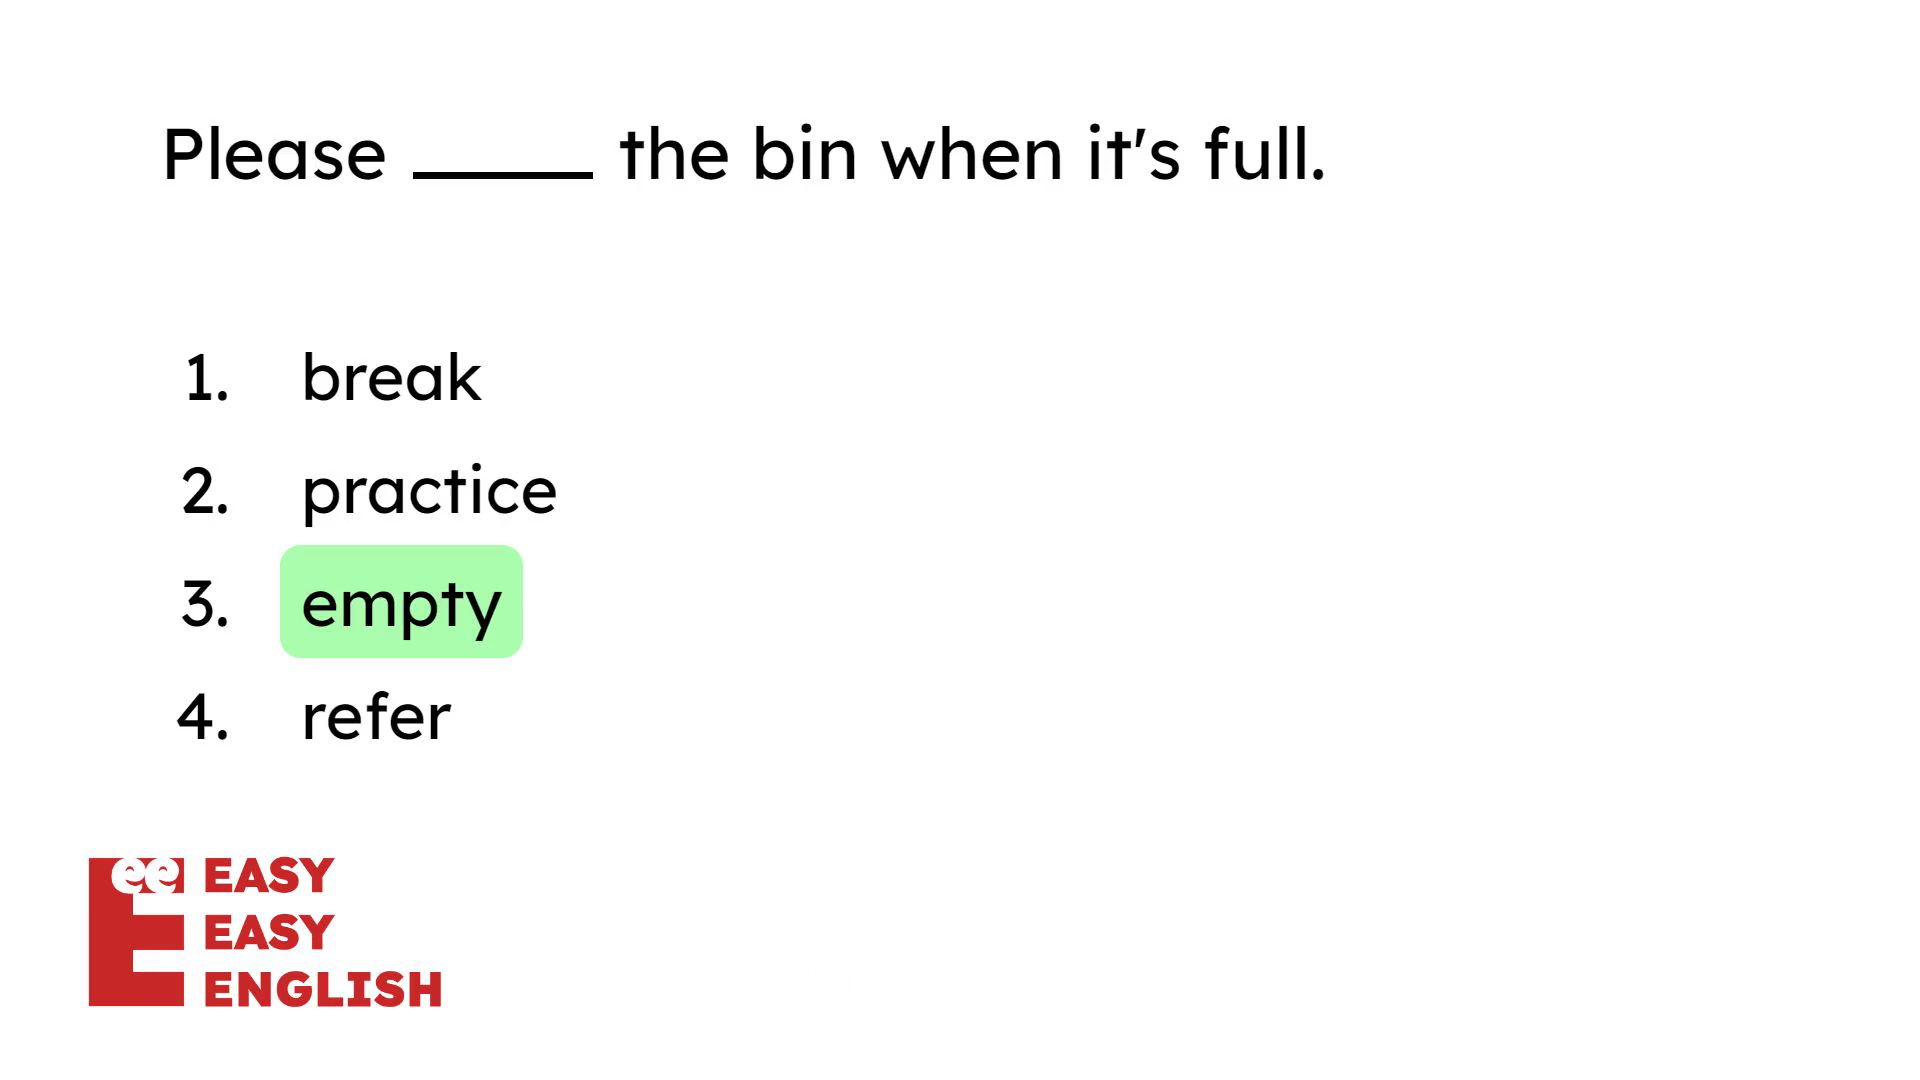 Please _____ the bin when it's full.
1. break
2. practice
3. empty
4. refer
ee
EASY
EASY
ENGLISH